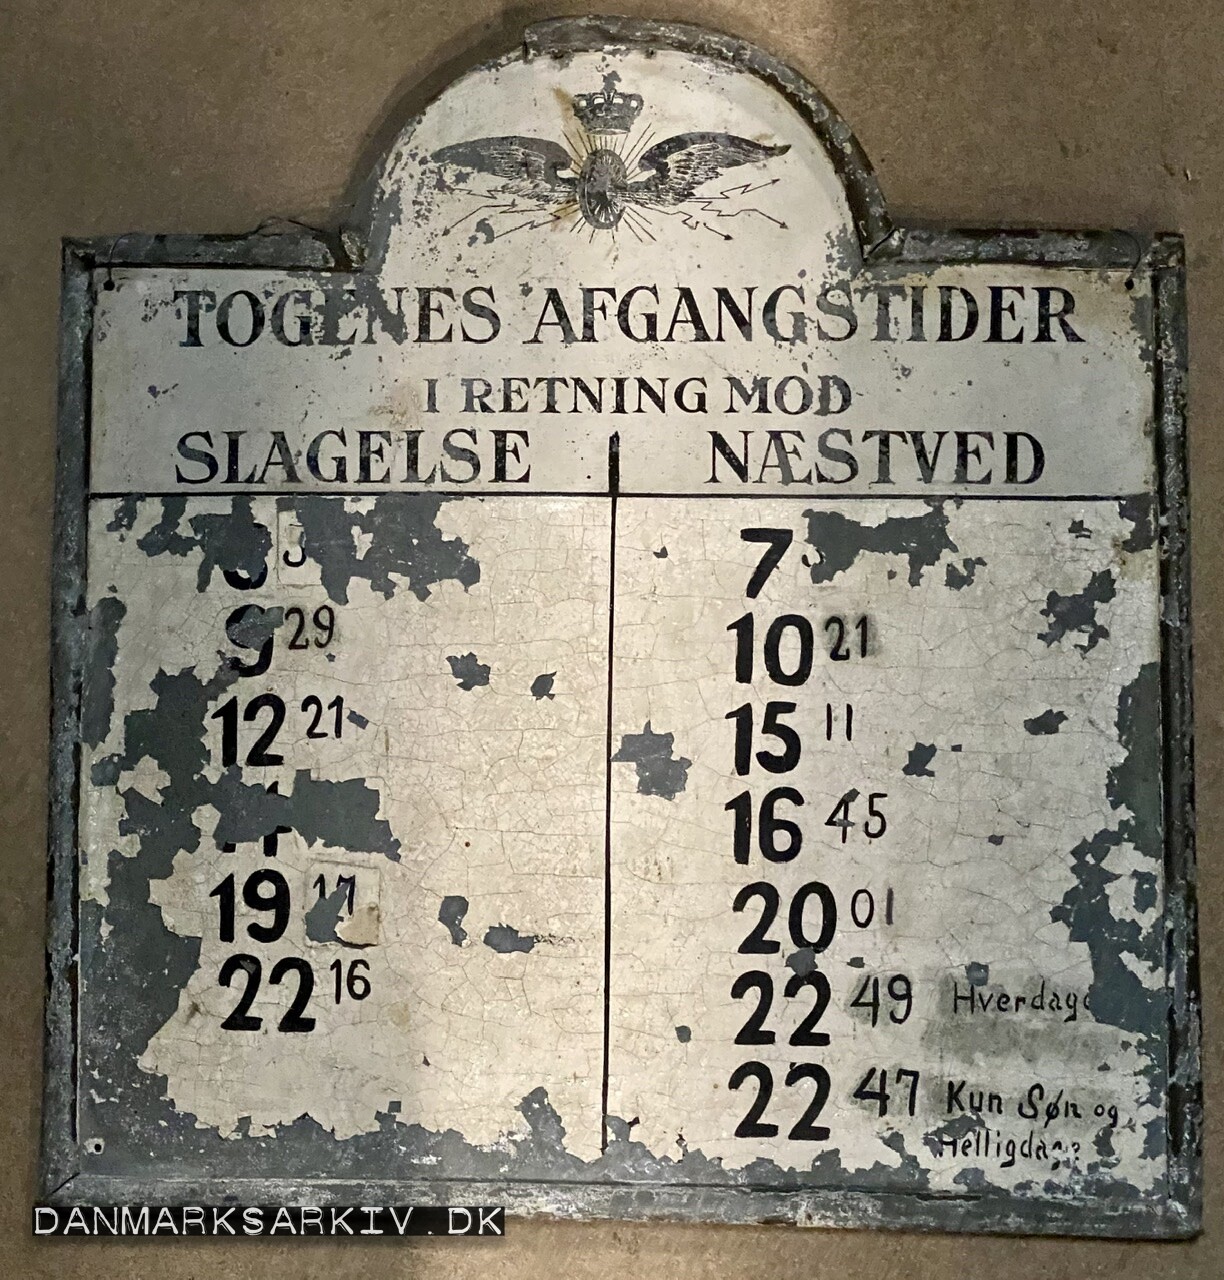 TOGENES AFGANGSTIDER
I RETNING MOD
SLAGELSE NÆSTVED
7
9 29 10 21
12 21 15 11
16 45
19 17 20 01
22 16 22 49 Hverdage
22 47 Kun Søn og
Helligdage
DANMARKSARKIV.DK